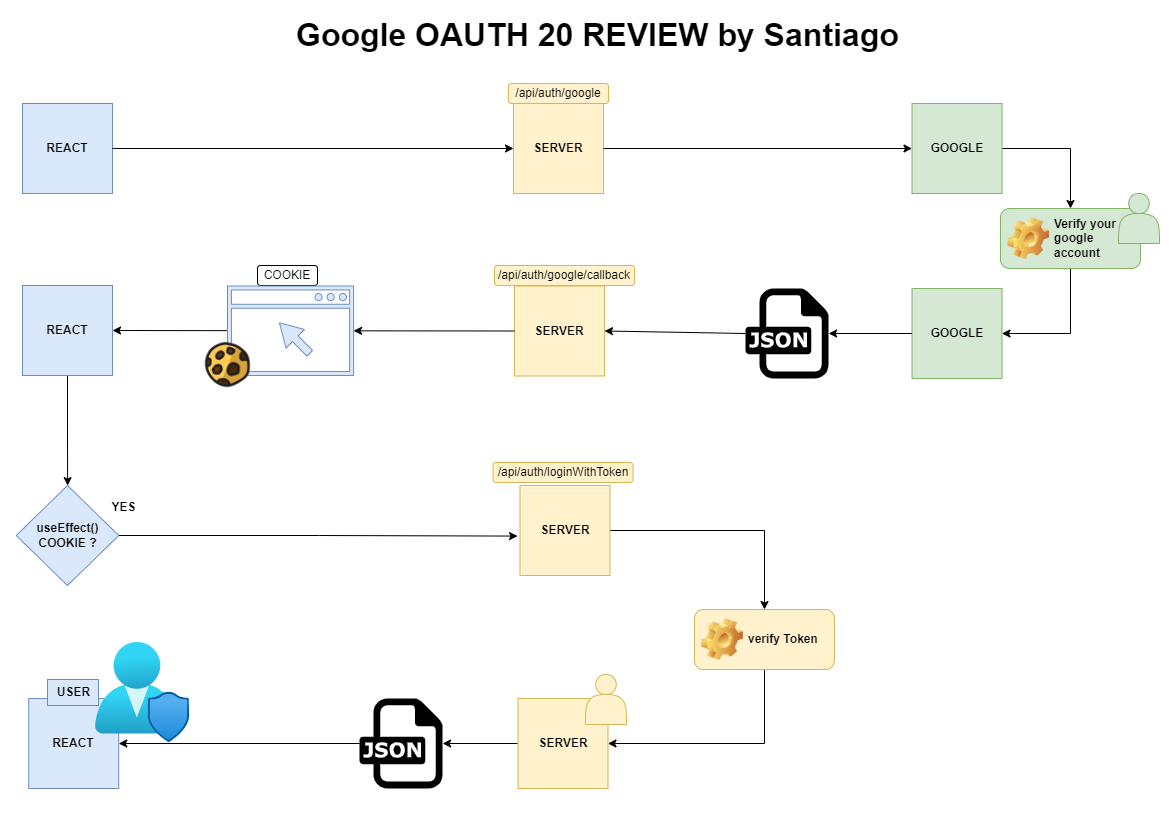 Google OAUTH 20 REVIEW by Santiago
/api/auth/google
REACT
SERVER
GOOGLE
Verify your
google
account
COOKIE
/api/auth/google/callback
REACT
SERVER
JSON
GOOGLE
/api/auth/loginWithToken
YES
useEffect()
COOKIE ?
SERVER
verify Token
USER
REACT
JSON
SERVER